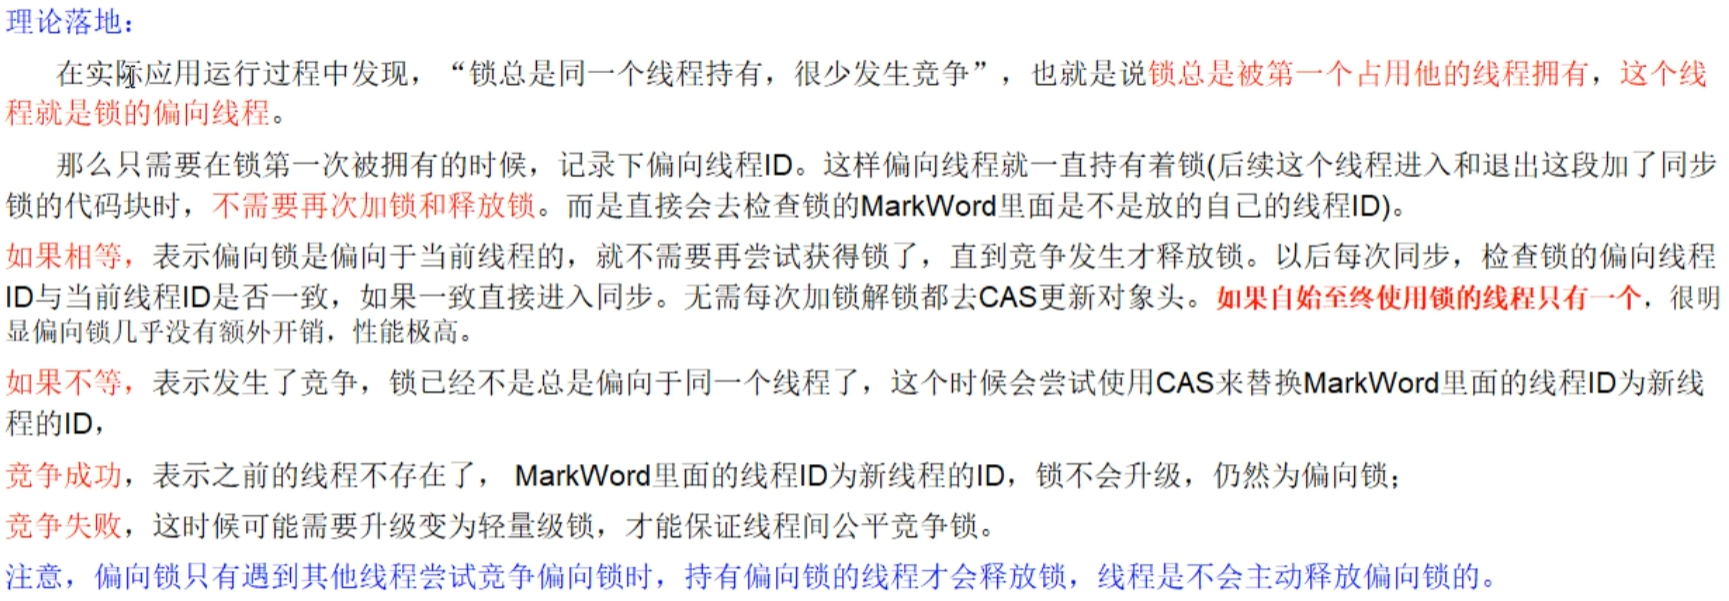 理论落地：
在实际应用运行过程中发现，“锁总是同一个线程持有，很少发生竞争”，也就是说锁总是被第一个占用他的线程拥有，这个线
程就是锁的偏向线程。
那么只需要在锁第一次被拥有的时候，记录下偏向线程ID。这样偏向线程就一直持有着锁(后续这个线程进入和退出这段加了同步
锁的代码块时，不需要再次加锁和释放锁。而是直接会去检查锁的MarkWord里面是不是放的自己的线程ID)。
如果相等，表示偏向锁是偏向于当前线程的，就不需要再尝试获得锁了，直到竞争发生才释放锁。以后每次同步，检查锁的偏向线程
ID与当前线程ID是否一致，如果一致直接进入同步。无需每次加锁解锁都去CAS更新对象头。如果自始至终使用锁的线程只有一个，很明
显偏向锁几乎没有额外开销，性能极高。
如果不等，表示发生了竞争，锁已经不是总是偏向于同一个线程了，这个时候会尝试使用CAS来替换MarkWord里面的线程ID为新线
程的ID，
竞争成功，表示之前的线程不存在了， MarkWord里面的线程ID为新线程的ID，锁不会升级，仍然为偏向锁；
竞争失败，这时候可能需要升级变为轻量级锁，才能保证线程间公平竞争锁。
注意，偏向锁只有遇到其他线程尝试竞争偏向锁时，持有偏向锁的线程才会释放锁，线程是不会主动释放偏向锁的。